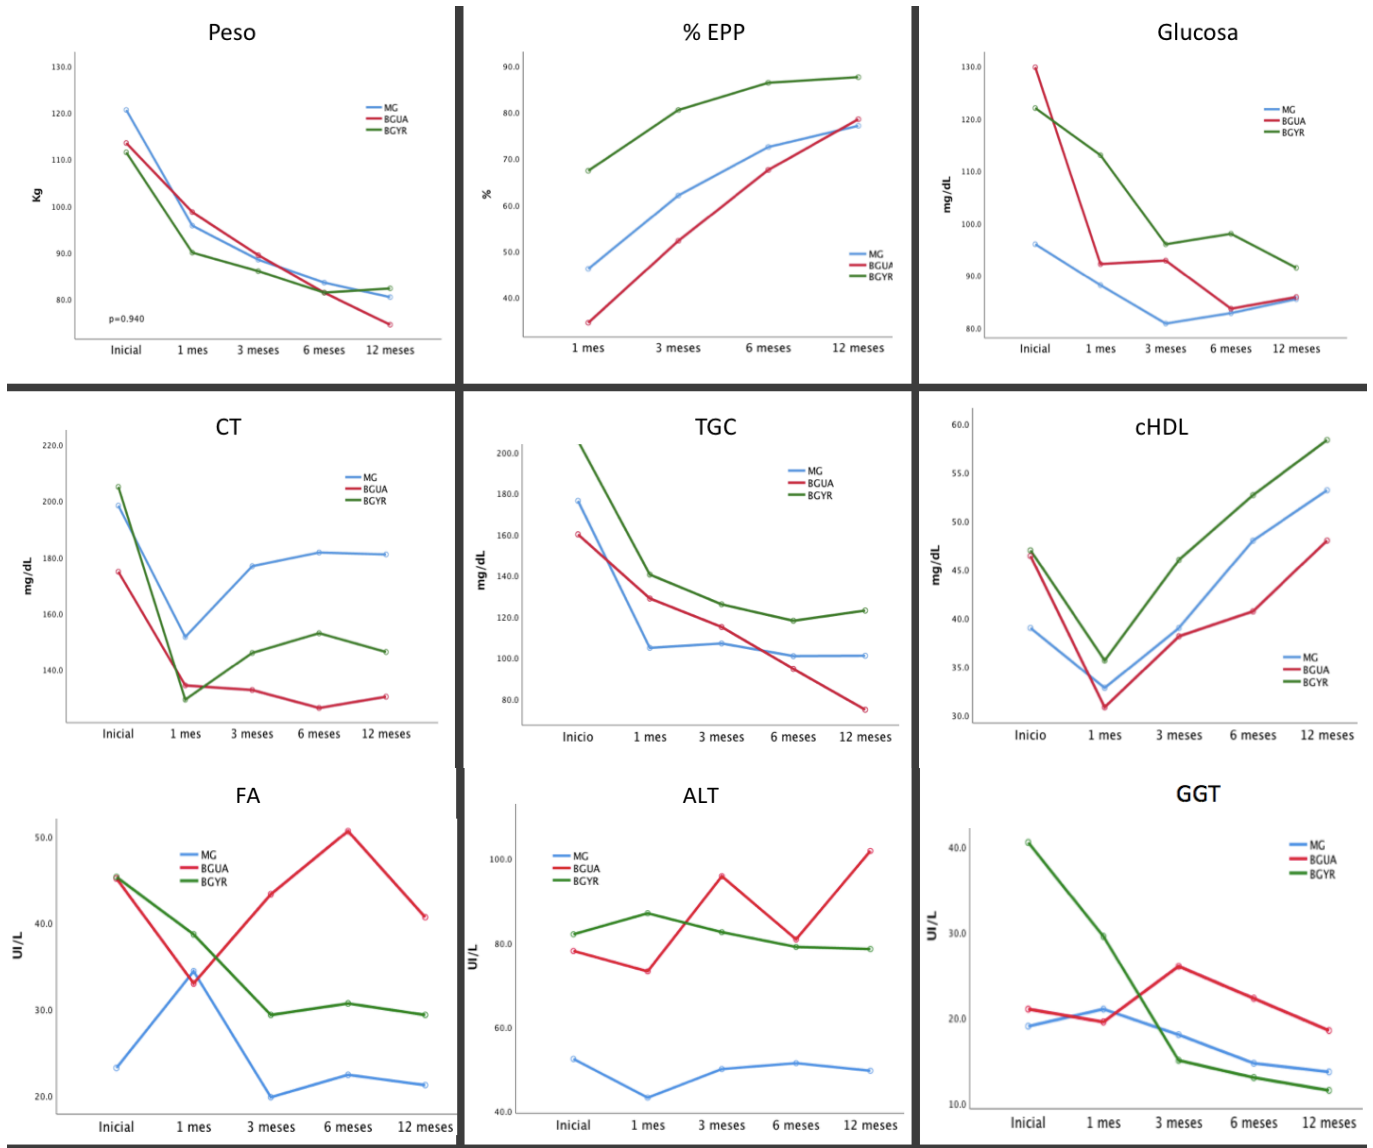 Peso
130.0
120.0
110.0
100.0
90.0
80.0
Kg
MG
BGUA
BGYR
p=0.940
Inicial 1 mes 3 meses 6 meses 12 meses
% EPP
90.0
80.0
70.0
60.0
50.0
40.0
%
MG
BGUA
BGYR
1 mes 3 meses 6 meses 12 meses
Glucosa
130.0
120.0
110.0
100.0
90.0
80.0
mg/dL
MG
BGUA
BGYR
Inicial 1 mes 3 meses 6 meses 12 meses
CT
220.0
200.0
180.0
160.0
140.0
mg/dL
MG
BGUA
BGYR
Inicial 1 mes 3 meses 6 meses 12 meses
TGC
200.0
180.0
160.0
140.0
120.0
100.0
80.0
mg/dL
MG
BGUA
BGYR
Inicio 1 mes 3 meses 6 meses 12 meses
cHDL
60.0
55.0
50.0
45.0
40.0
35.0
30.0
mg/dL
MG
BGUA
BGYR
Inicio 1 mes 3 meses 6 meses 12 meses
FA
50.0
40.0
30.0
20.0
UI/L
MG
BGUA
BGYR
Inicial 1 mes 3 meses 6 meses 12 meses
ALT
100.0
80.0
60.0
40.0
UI/L
MG
BGUA
BGYR
Inicial 1 mes 3 meses 6 meses 12 meses
GGT
40.0
30.0
20.0
10.0
UI/L
MG
BGUA
BGYR
Inicial 1 mes 3 meses 6 meses 12 meses